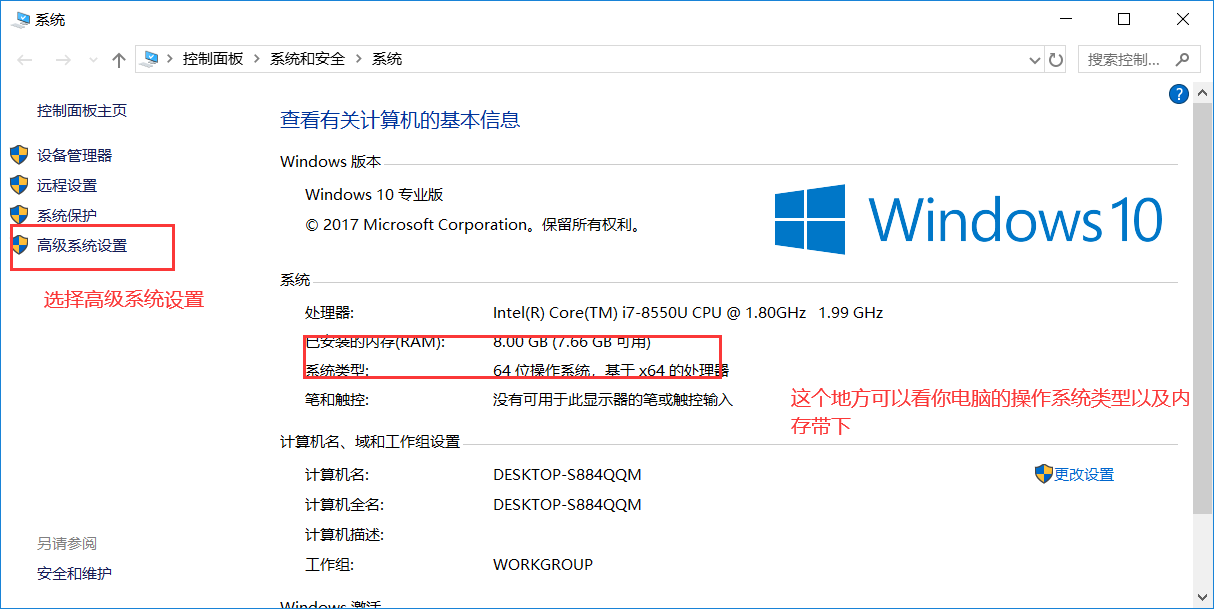 系统
控制面板 系统和安全 系统
搜索控制...
控制面板主页
设备管理器
远程设置
系统保护
高级系统设置
选择高级系统设置
另请参阅
安全和维护
?
查看有关计算机的基本信息
Windows 版本
Windows 10 专业版
© 2017 Microsoft Corporation。保留所有权利。
Windows 10
系统
处理器: Intel(R) Core(TM) i7-8550U CPU @ 1.80GHz 1.99 GHz
已安装的内存(RAM): 8.00 GB (7.66 GB 可用)
系统类型: 64 位操作系统，基于 x64 的处理器
笔和触控: 没有可用于此显示器的笔或触控输入
这个地方可以看你电脑的操作系统类型以及内
存带下
计算机名、域和工作组设置
计算机名: DESKTOP-S884QQM
更改设置
计算机全名: DESKTOP-S884QQM
计算机描述:
工作组: WORKGROUP
Windows 激活